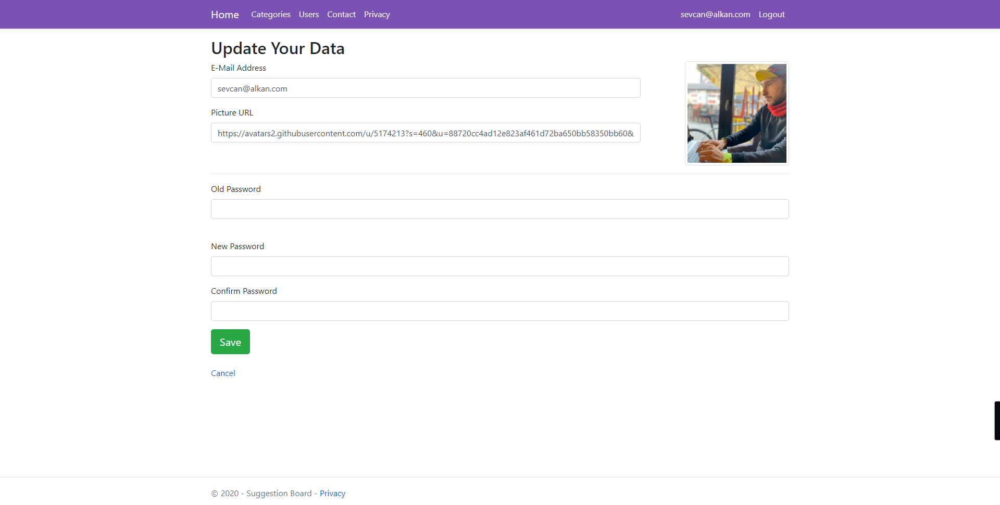 Home Categories Users Contact Privacy sevcan@alkan.com Logout
Update Your Data
E-Mail Address
sevcan@alkan.com
Picture URL
https://avatars2.githubusercontent.com/u/5174213?s=460&u=88720cc4ad12e823af461d72ba650bb58350bb60&
Old Password
New Password
Confirm Password
Save
Cancel
© 2020 - Suggestion Board - Privacy